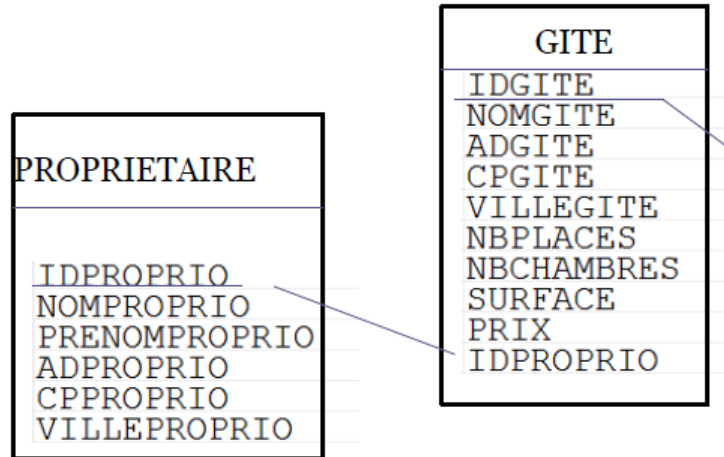 PROPRIETAIRE
IDPROPRIO
NOMPROPRIO
PRENOMPROPRIO
ADPROPRIO
CPPROPRIO
VILLEPROPRIO
GITE
IDGITE
NOMGITE
ADGITE
CPGITE
VILLEGITE
NBPLACES
NBCHAMBRES
SURFACE
PRIX
IDPROPRIO